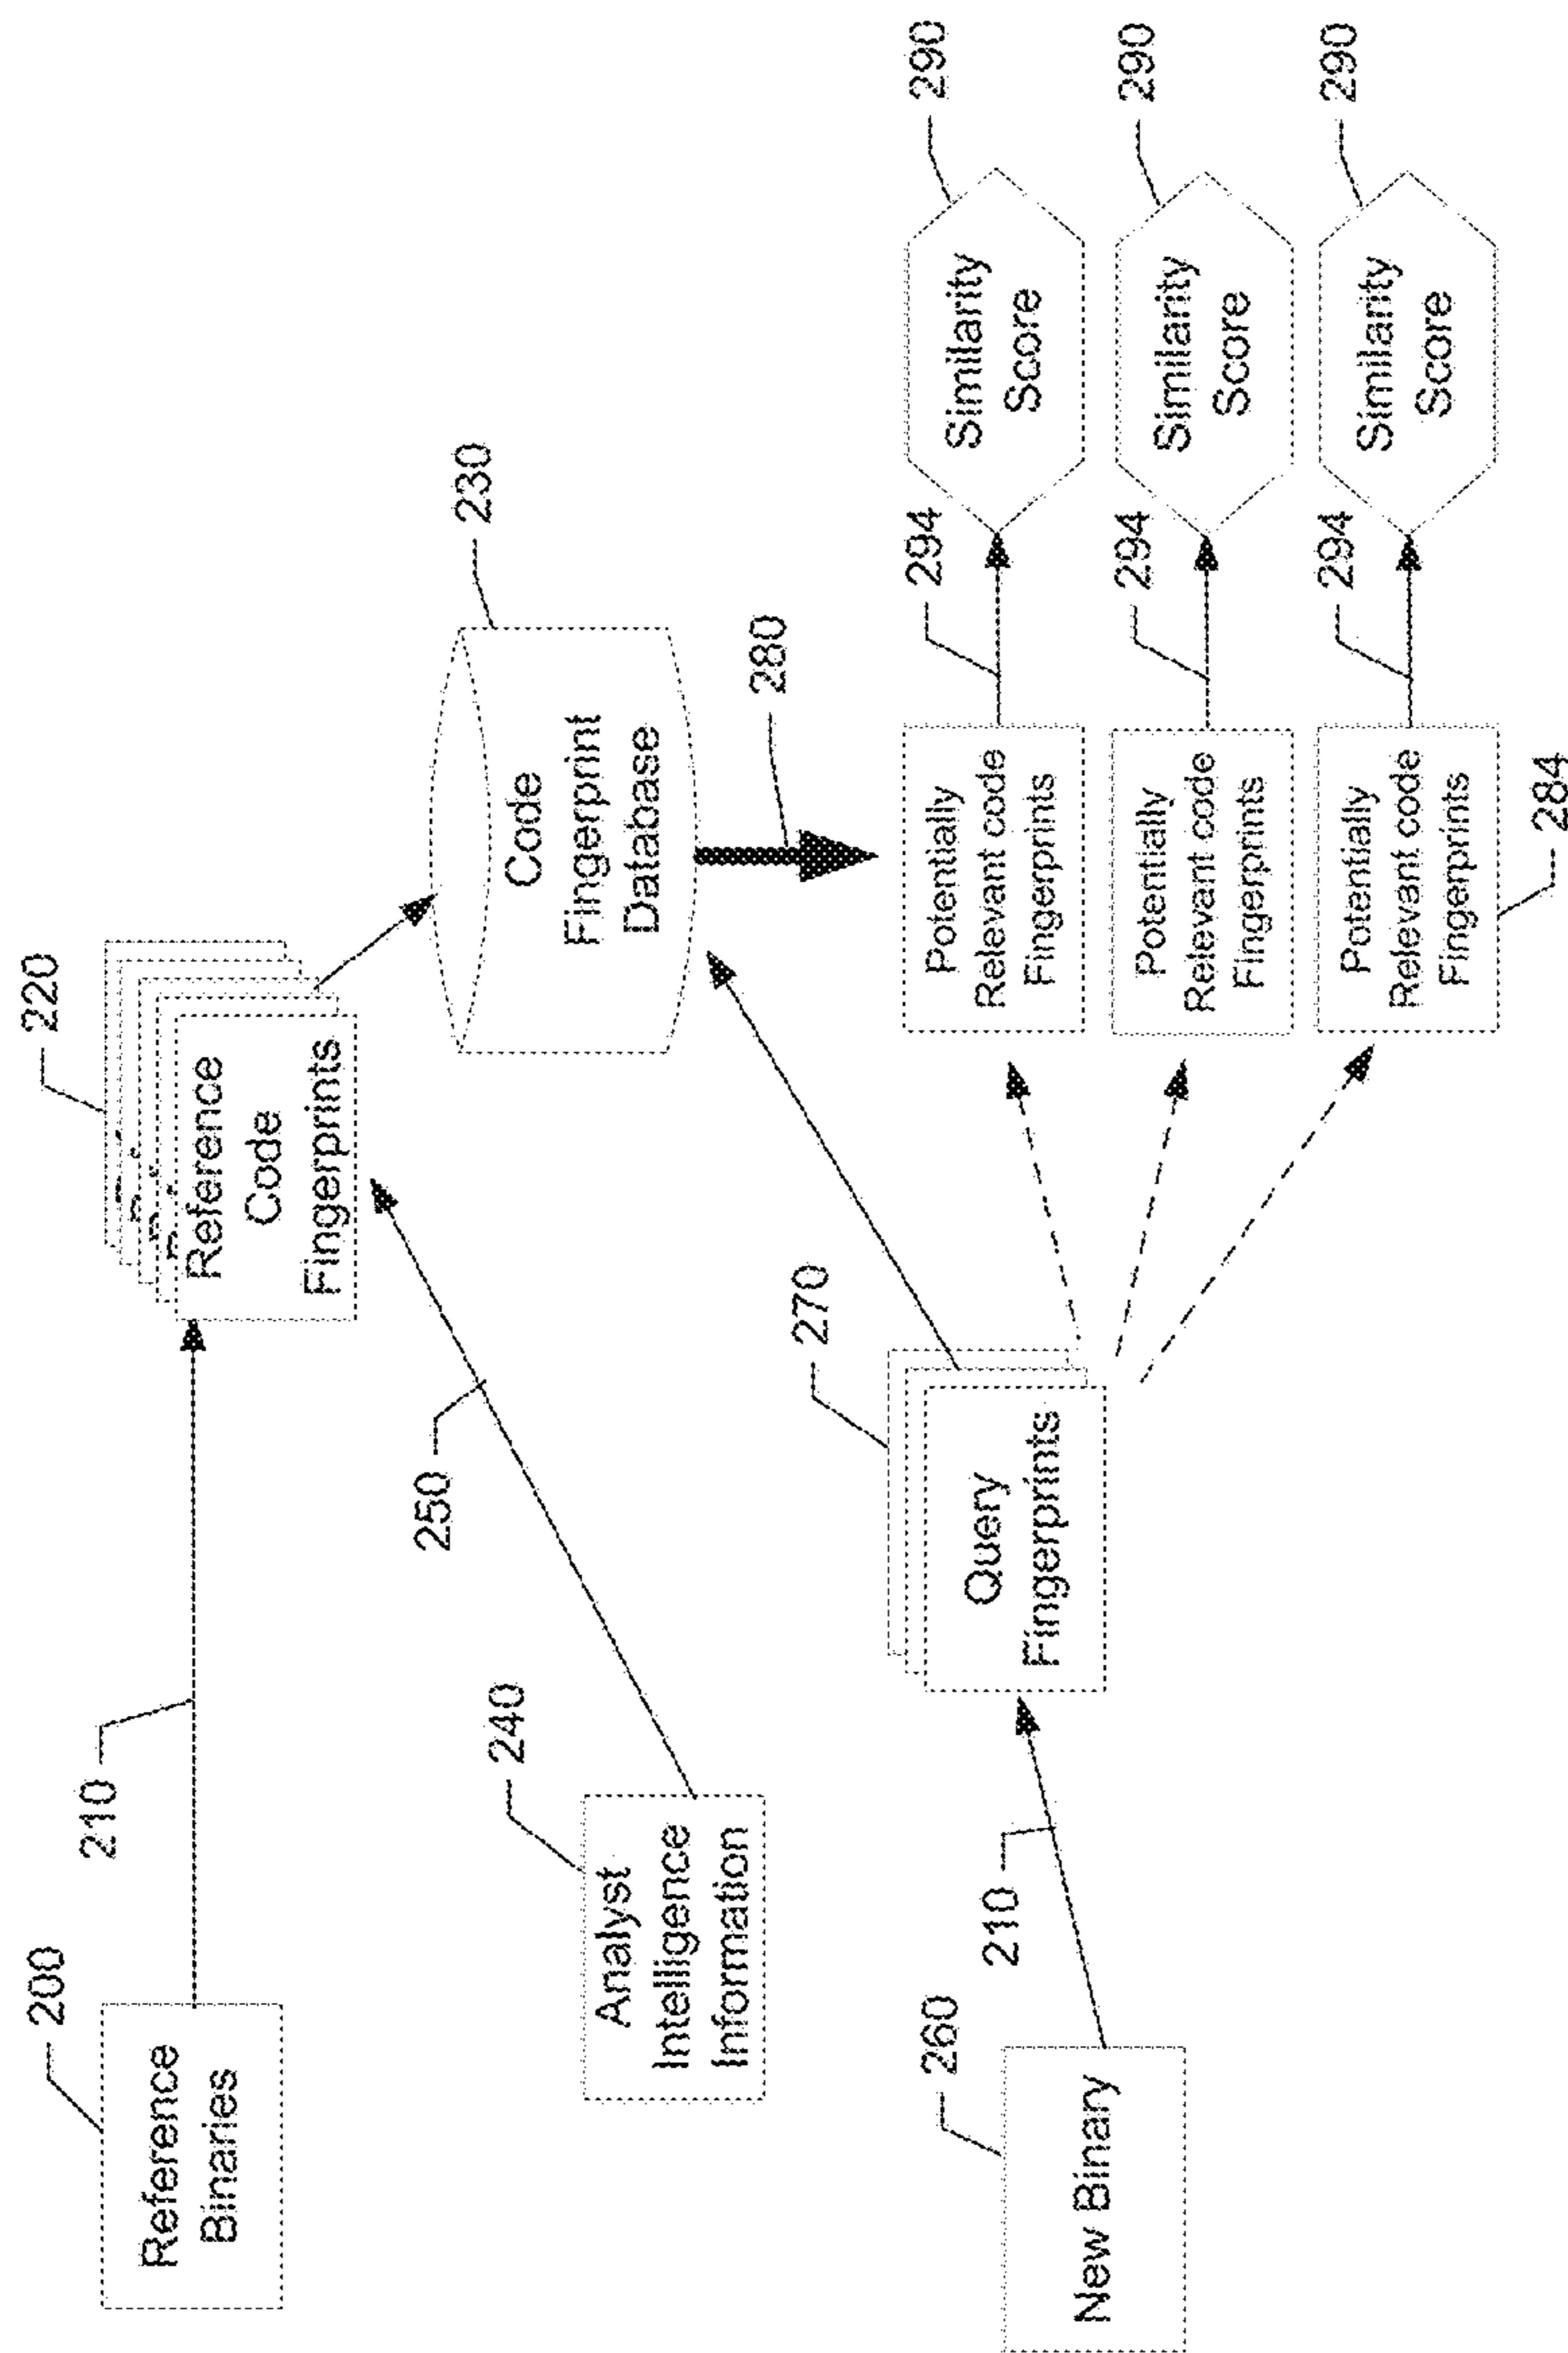 200
Reference
Binaries
210
220
Reference
Code
Fingerprints
240
Analyst
Intelligence
Information
250
230
Code
Fingerprint
Database
280
260
New Binary
210
270
Query
Fingerprints
Potentially
Relevant code
Fingerprints
294
Similarity
Score
290
Potentially
Relevant code
Fingerprints
294
Similarity
Score
290
Potentially
Relevant code
Fingerprints
284
294
Similarity
Score
290